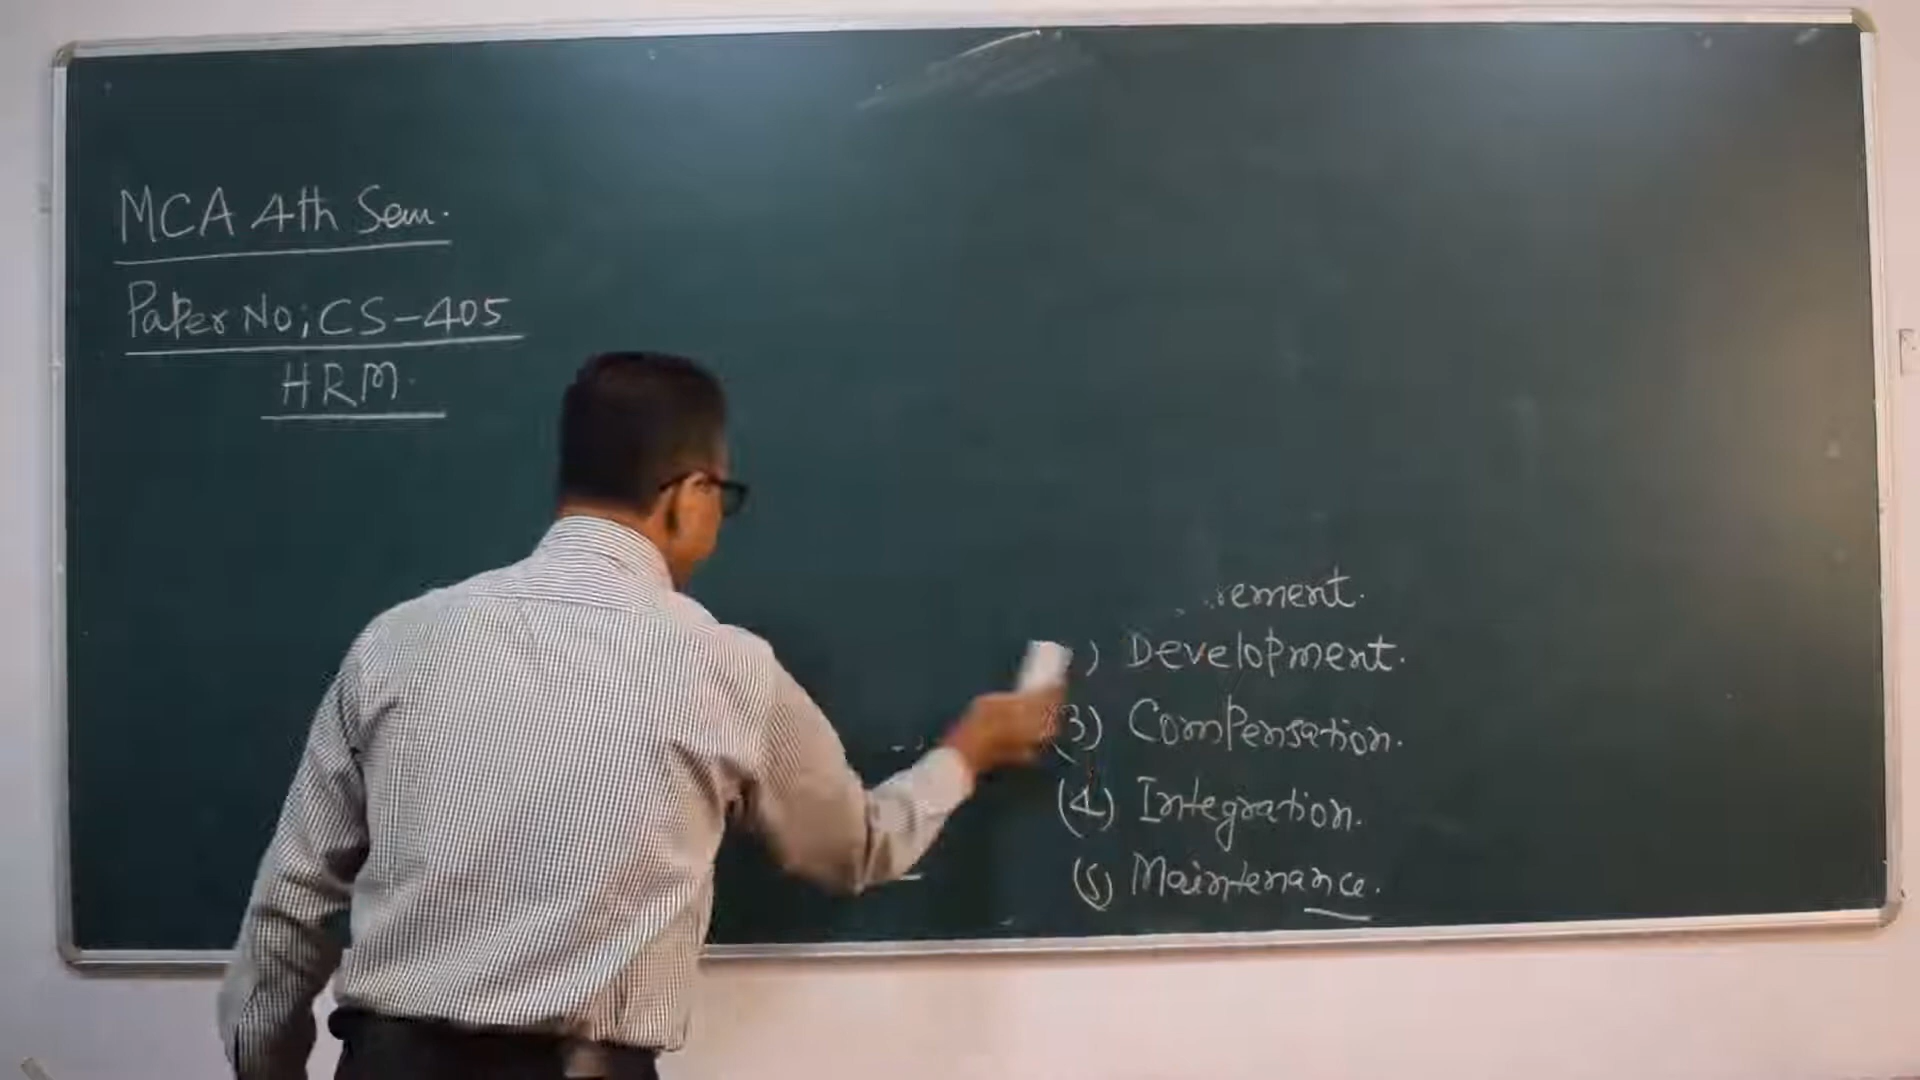 MCA 4th Sem.
Paper No; CS-405
HRM.
rement.
) Development.
(3) Compensation.
(4) Integration.
(5) Maintenance.